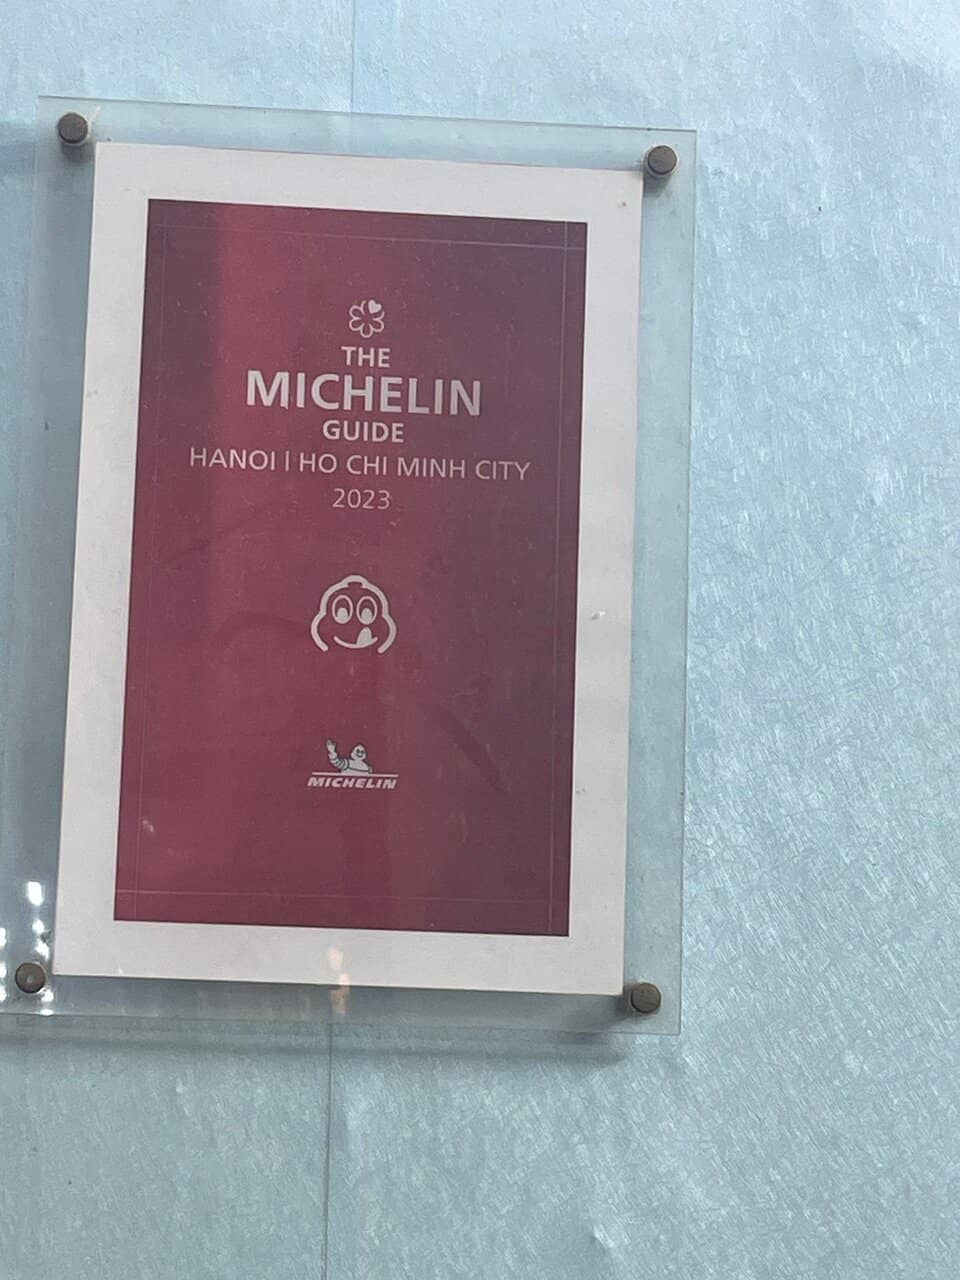 THE
MICHELIN
GUIDE
HANOI | HO CHI MINH CITY
2023
MICHELIN